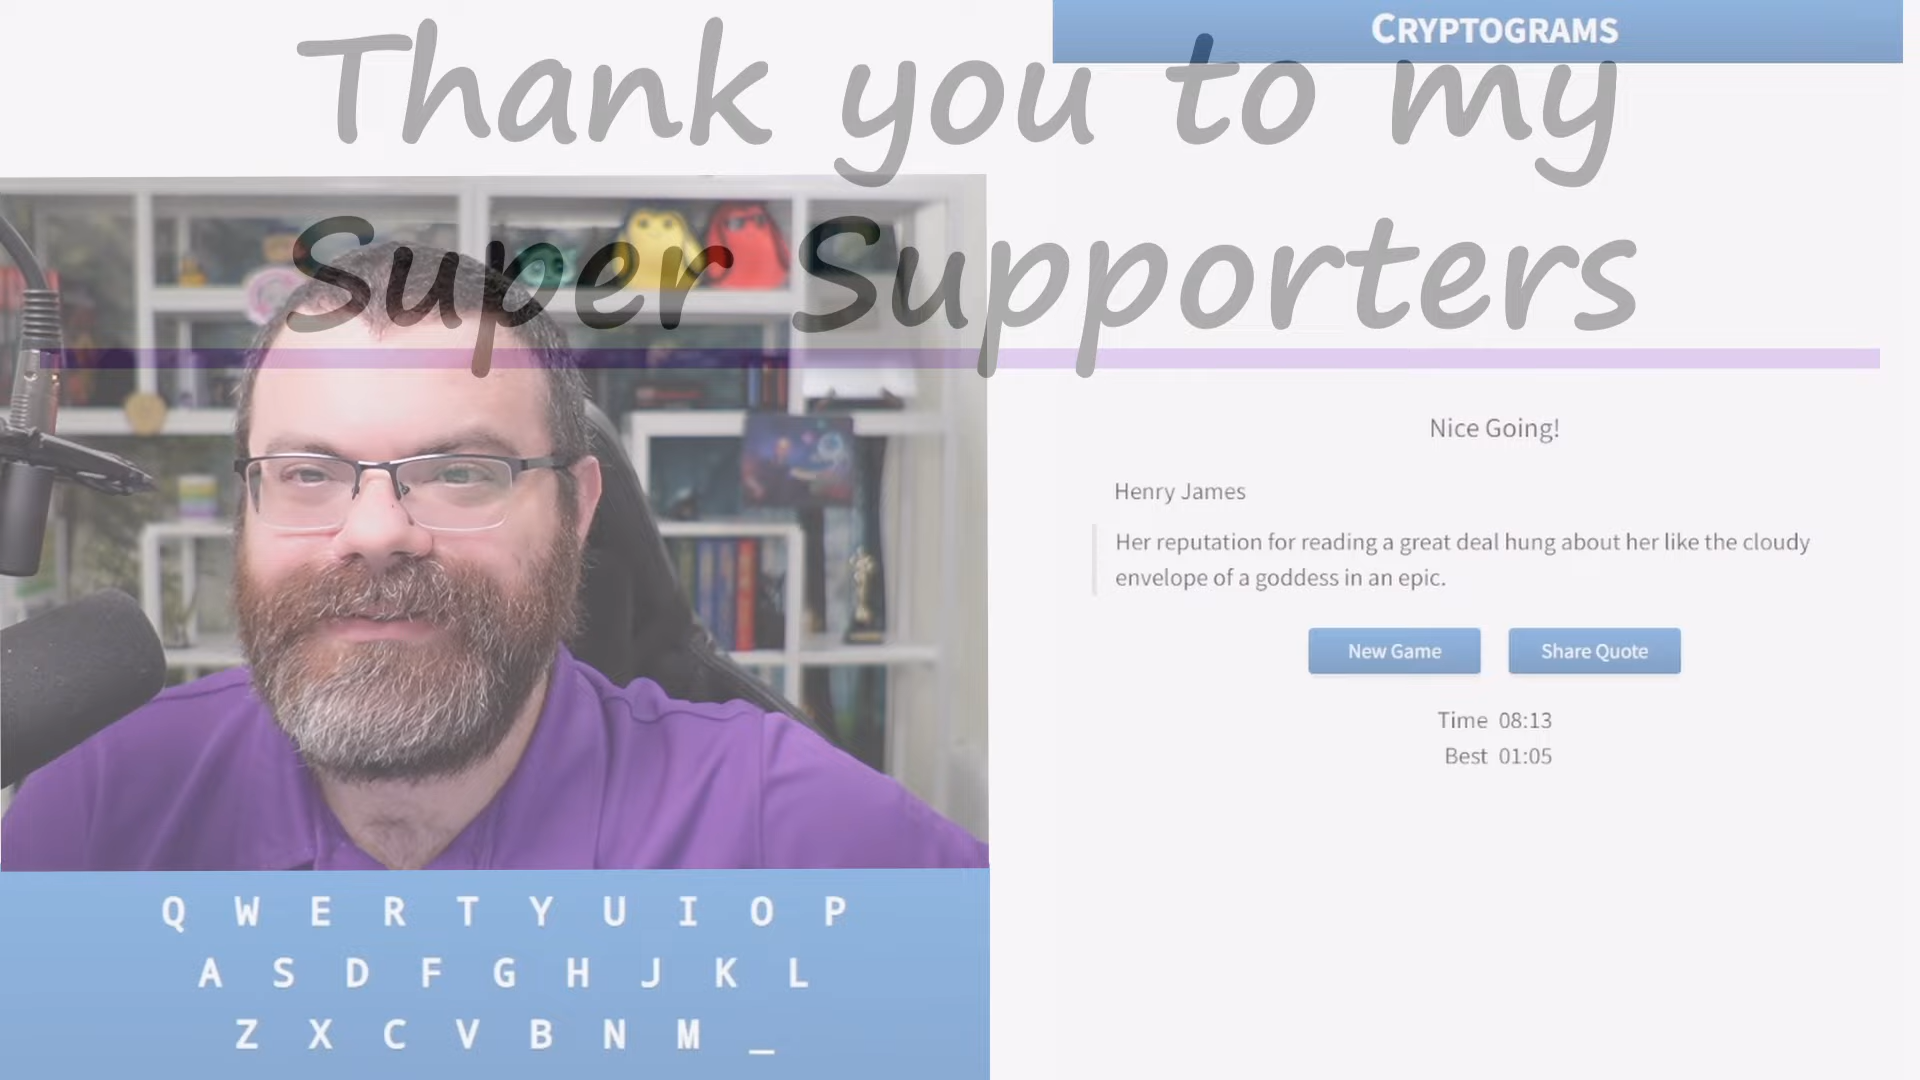 CRYPTOGRAMS
Thank you to my
Super Supporters
Nice Going!
Henry James
Her reputation for reading a great deal hung about her like the cloudy
envelope of a goddess in an epic.
New Game Share Quote
Time 08:13
Best 01:05
Q W E R T Y U I O P
A S D F G H J K L
Z X C V B N M _